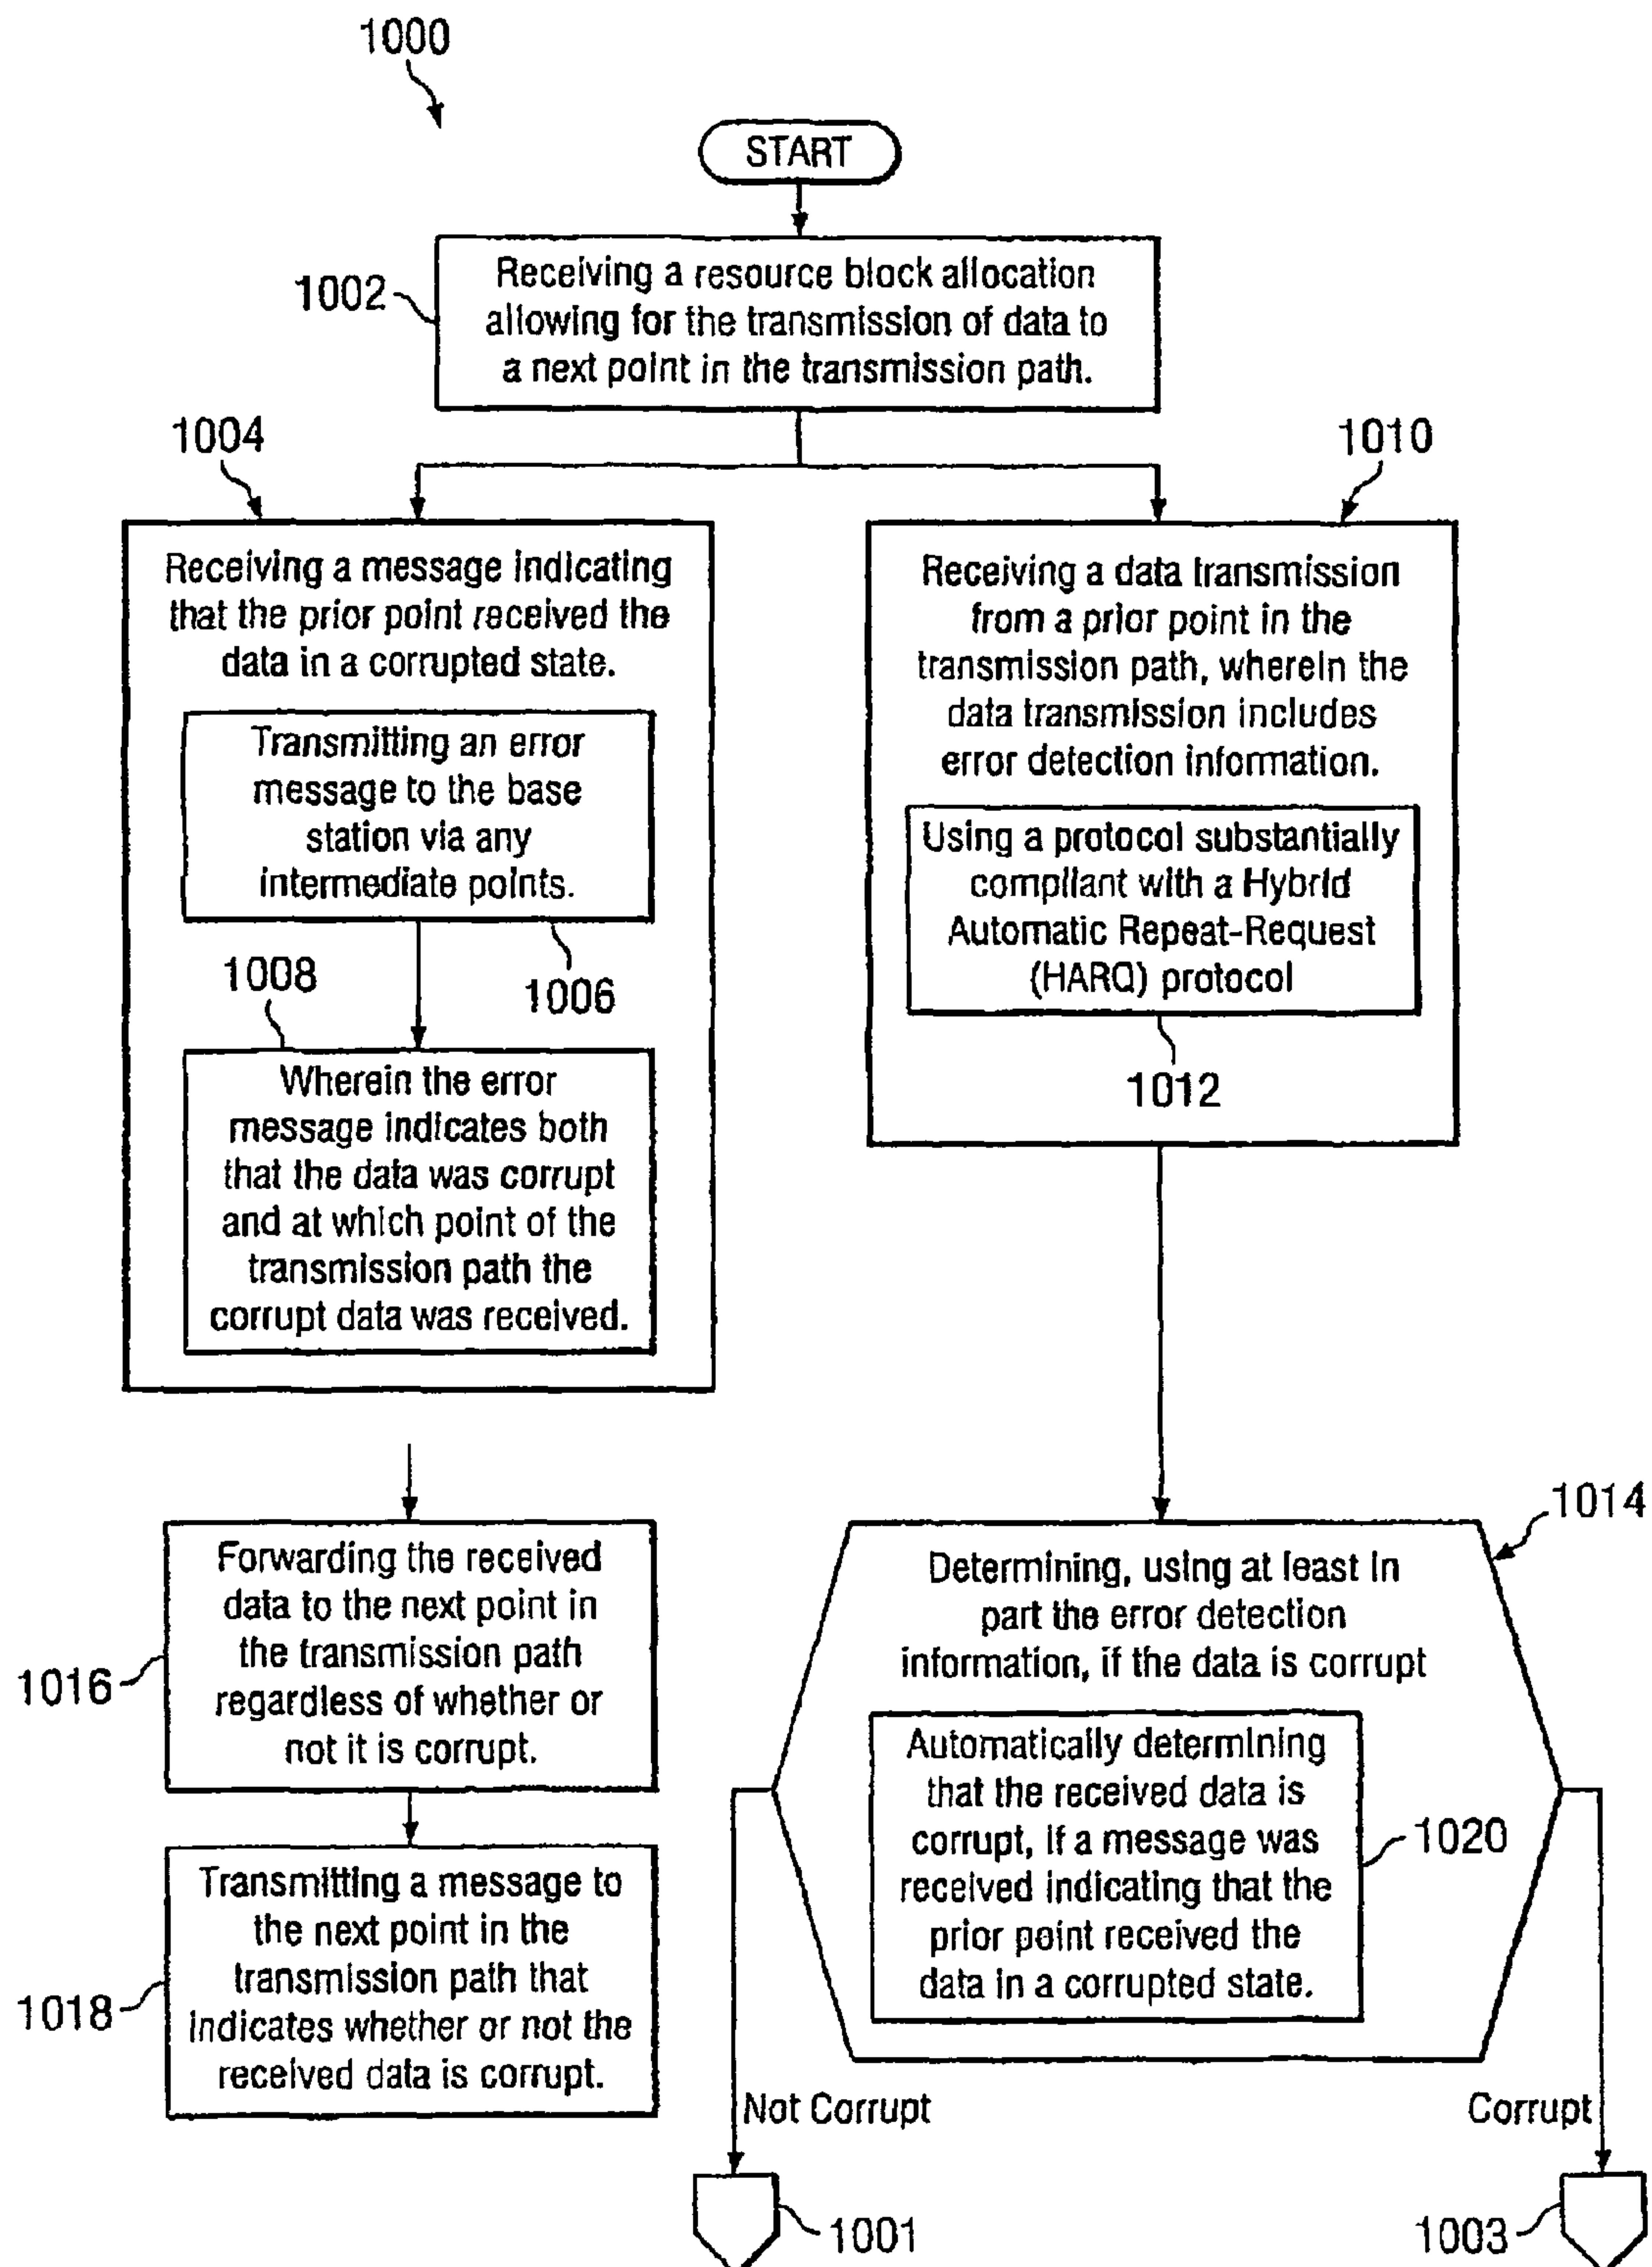 1000
START
1002
Receiving a resource block allocation
allowing for the transmission of data to
a next point in the transmission path.
1004
Receiving a message indicating
that the prior point received the
data in a corrupted state.
Transmitting an error
message to the base
station via any
intermediate points.
1006
1008
Wherein the error
message indicates both
that the data was corrupt
and at which point of the
transmission path the
corrupt data was received.
1010
Receiving a data transmission
from a prior point in the
transmission path, wherein the
data transmission includes
error detection information.
Using a protocol substantially
compliant with a Hybrid
Automatic Repeat-Request
(HARQ) protocol
1012
1016
Forwarding the received
data to the next point in
the transmission path
regardless of whether or
not it is corrupt.
1018
Transmitting a message to
the next point in the
transmission path that
indicates whether or not the
received data is corrupt.
1014
Determining, using at least in
part the error detection
information, if the data is corrupt
Automatically determining
that the received data is
corrupt, if a message was
received indicating that the
prior point received the
data in a corrupted state.
1020
Not Corrupt
Corrupt
1001
1003